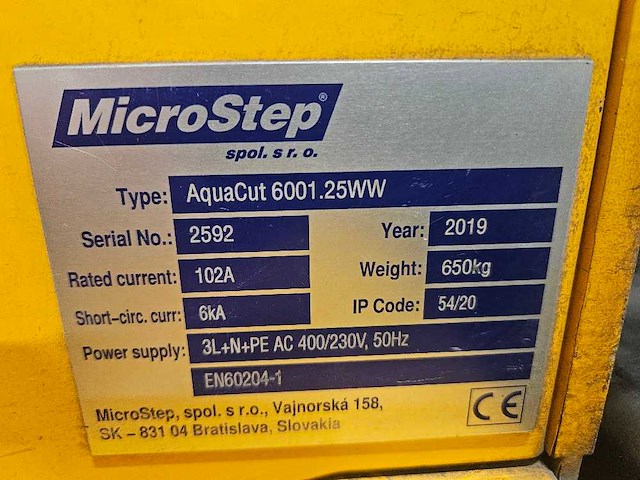 MicroStep®
spol. s r. o.
Type: AquaCut 6001.25WW
Serial No.: 2592 Year: 2019
Rated current: 102A Weight: 650kg
Short-circ. curr: 6kA IP Code: 54/20
Power supply: 3L+N+PE AC 400/230V, 50Hz
EN60204-1
MicroStep, spol. s r.o., Vajnorská 158,
SK – 831 04 Bratislava, Slovakia
CE